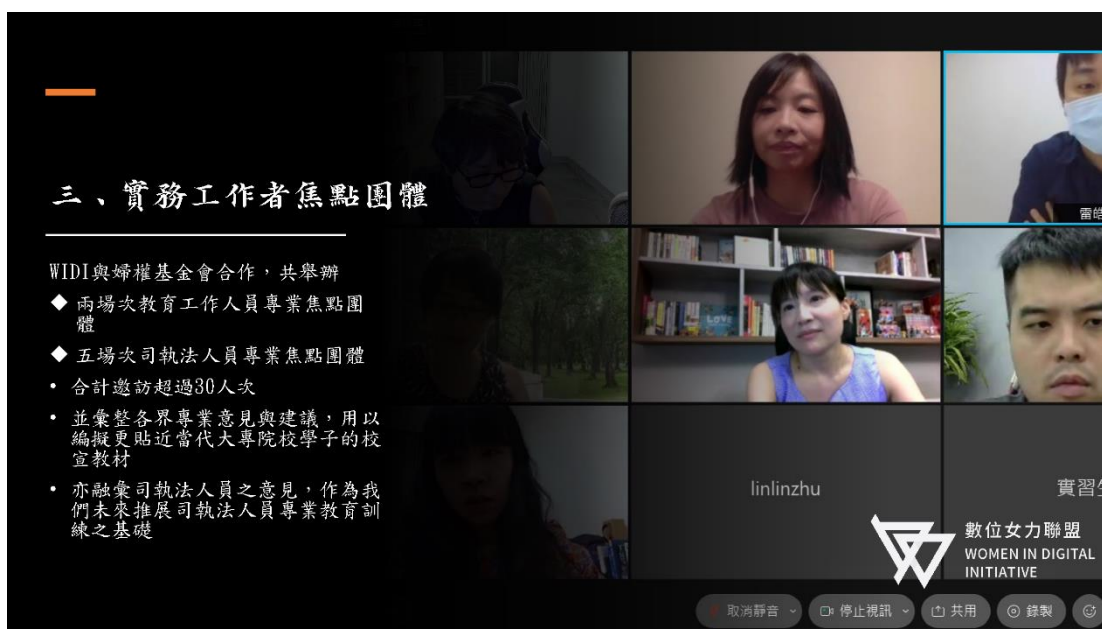 三、實務工作者焦點團體
WIDI與婦權基金會合作，共舉辦
◆ 兩場次教育工作人員專業焦點團
體
◆ 五場次司執法人員專業焦點團體
• 合計邀訪超過30人次
• 並彙整各界專業意見與建議，用以
編擬更貼近當代大專院校學子的校
宣教材
• 亦融彙司執法人員之意見，作為我
們未來推展司執法人員專業教育訓
練之基礎
雷皓
LOVE
linlinzhu
實習生
數位女力聯盟
WOMEN IN DIGITAL
INITIATIVE
取消靜音
停止視訊
共用
錄製